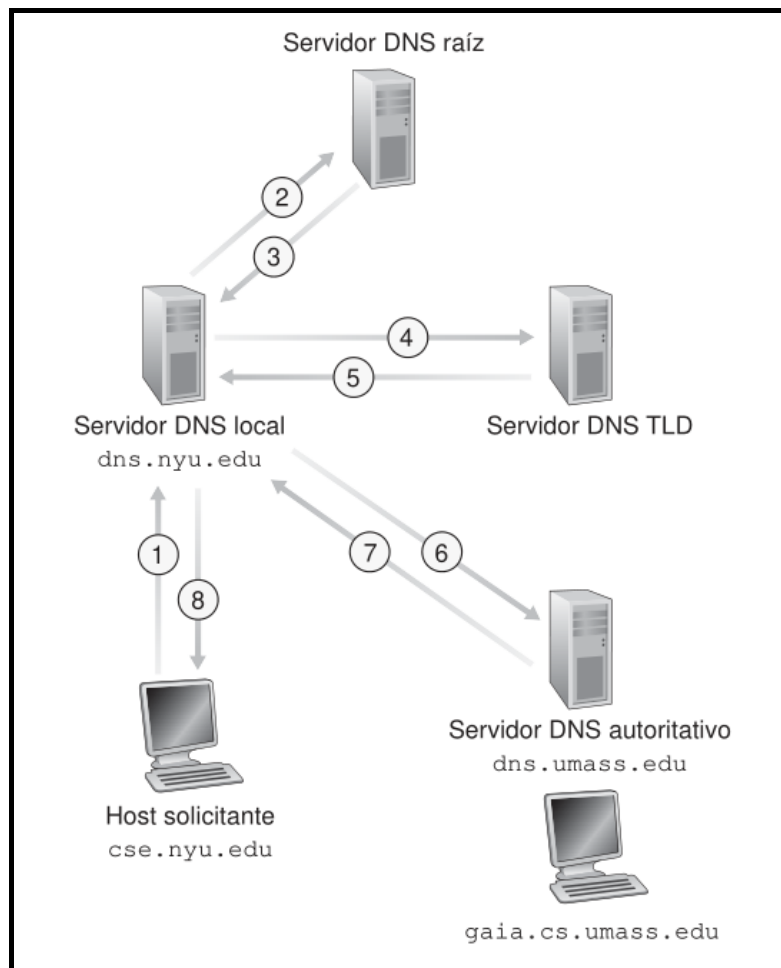 Servidor DNS raíz
2
3
4
5
Servidor DNS local
dns.nyu.edu
Servidor DNS TLD
1
8
7
6
Servidor DNS autoritativo
dns.umass.edu
Host solicitante
cse.nyu.edu
gaia.cs.umass.edu